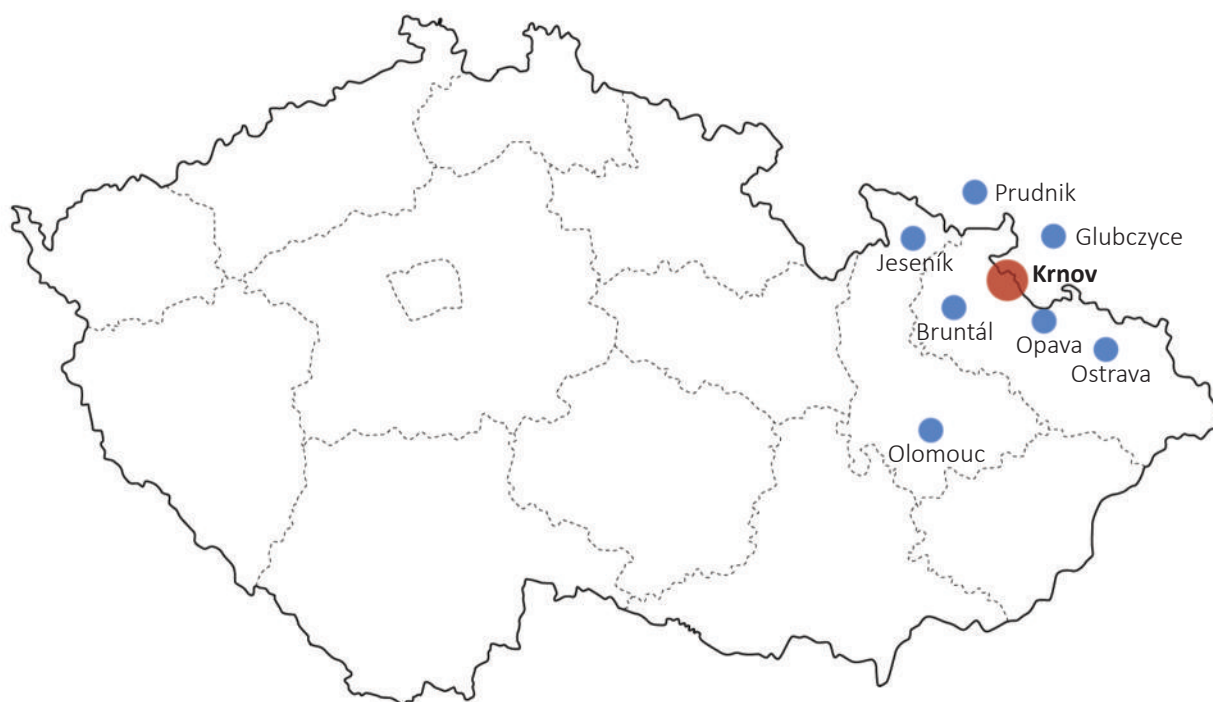 Prudnik
Glubczyce
Jeseník
Krnov
Bruntál
Opava
Ostrava
Olomouc